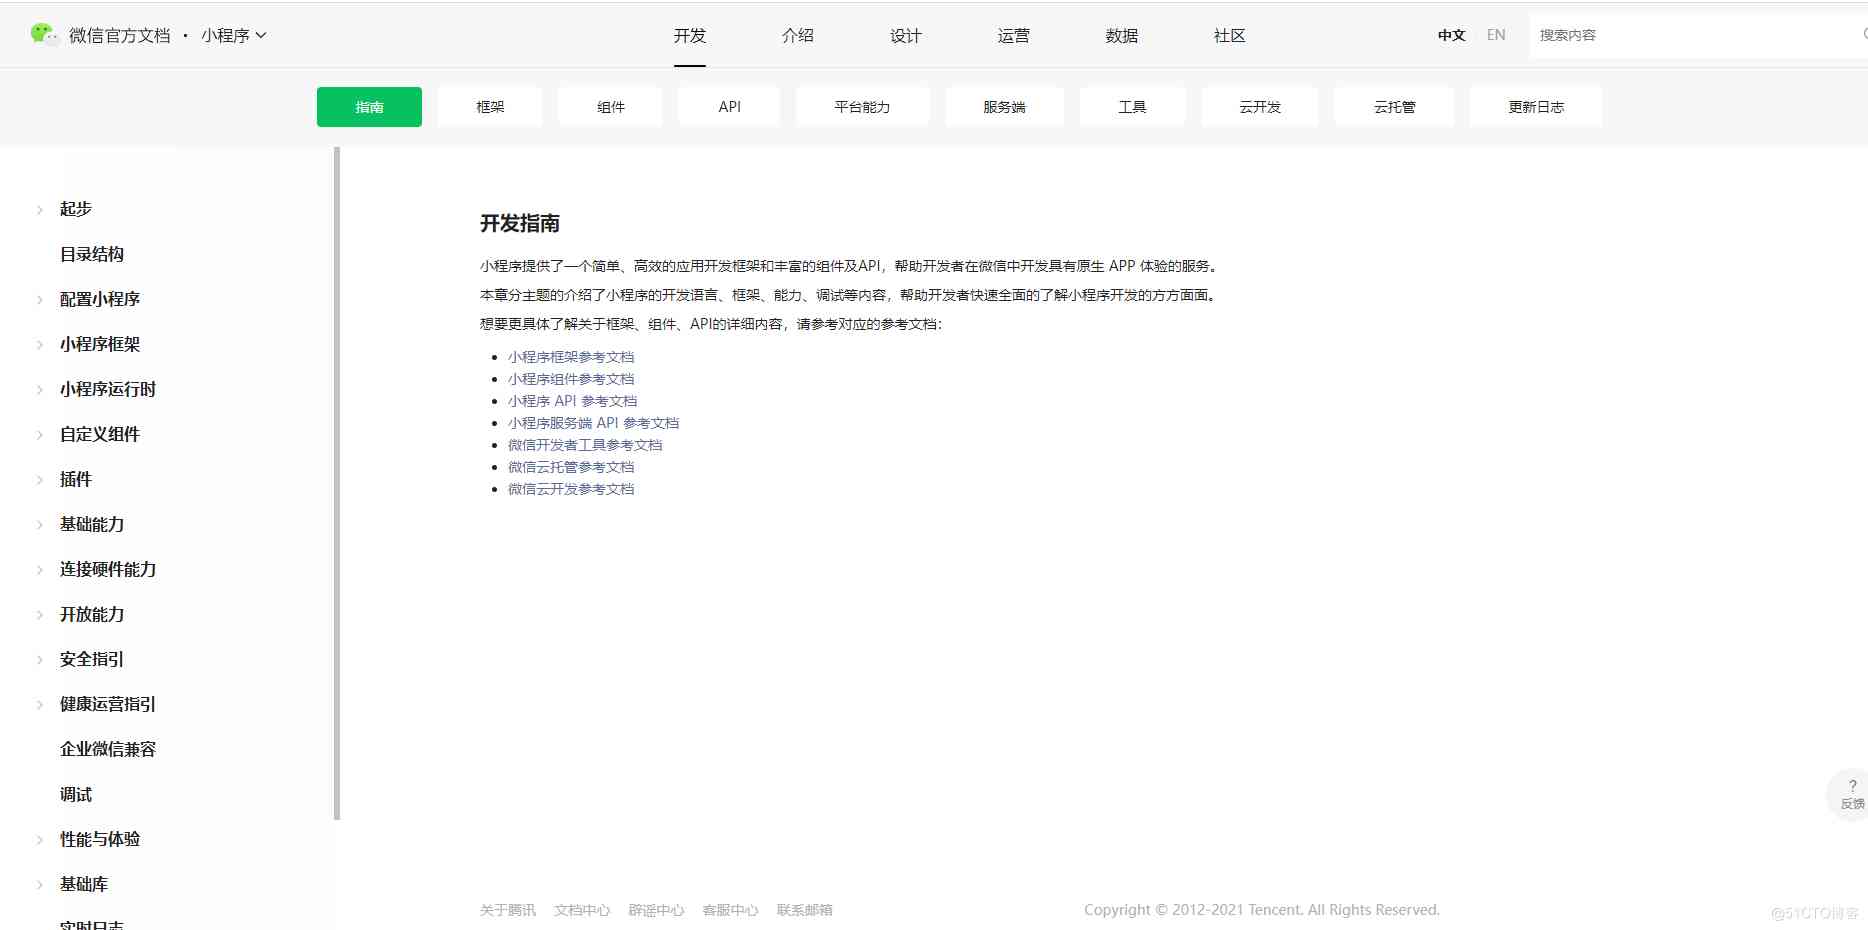 微信官方文档 · 小程序
开发 介绍 设计 运营 数据 社区
中文 EN 搜索内容
指南 框架 组件 API 平台能力 服务端 工具 云开发 云托管 更新日志
起步
目录结构
配置小程序
小程序框架
小程序运行时
自定义组件
插件
基础能力
连接硬件能力
开放能力
安全指引
健康运营指引
企业微信兼容
调试
性能与体验
基础库
实时日志
开发指南
小程序提供了一个简单、高效的应用开发框架和丰富的组件及API，帮助开发者在微信中开发具有原生 APP 体验的服务。
本章分主题的介绍了小程序的开发语言、框架、能力、调试等内容，帮助开发者快速全面的了解小程序开发的方方面面。
想要更具体了解关于框架、组件、API的详细内容，请参考对应的参考文档：
• 小程序框架参考文档
• 小程序组件参考文档
• 小程序 API 参考文档
• 小程序服务端 API 参考文档
• 微信开发者工具参考文档
• 微信云托管参考文档
• 微信云开发参考文档
?
反馈
关于腾讯 文档中心 辟谣中心 客服中心 联系邮箱
Copyright © 2012-2021 Tencent. All Rights Reserved.
@51CTO博客